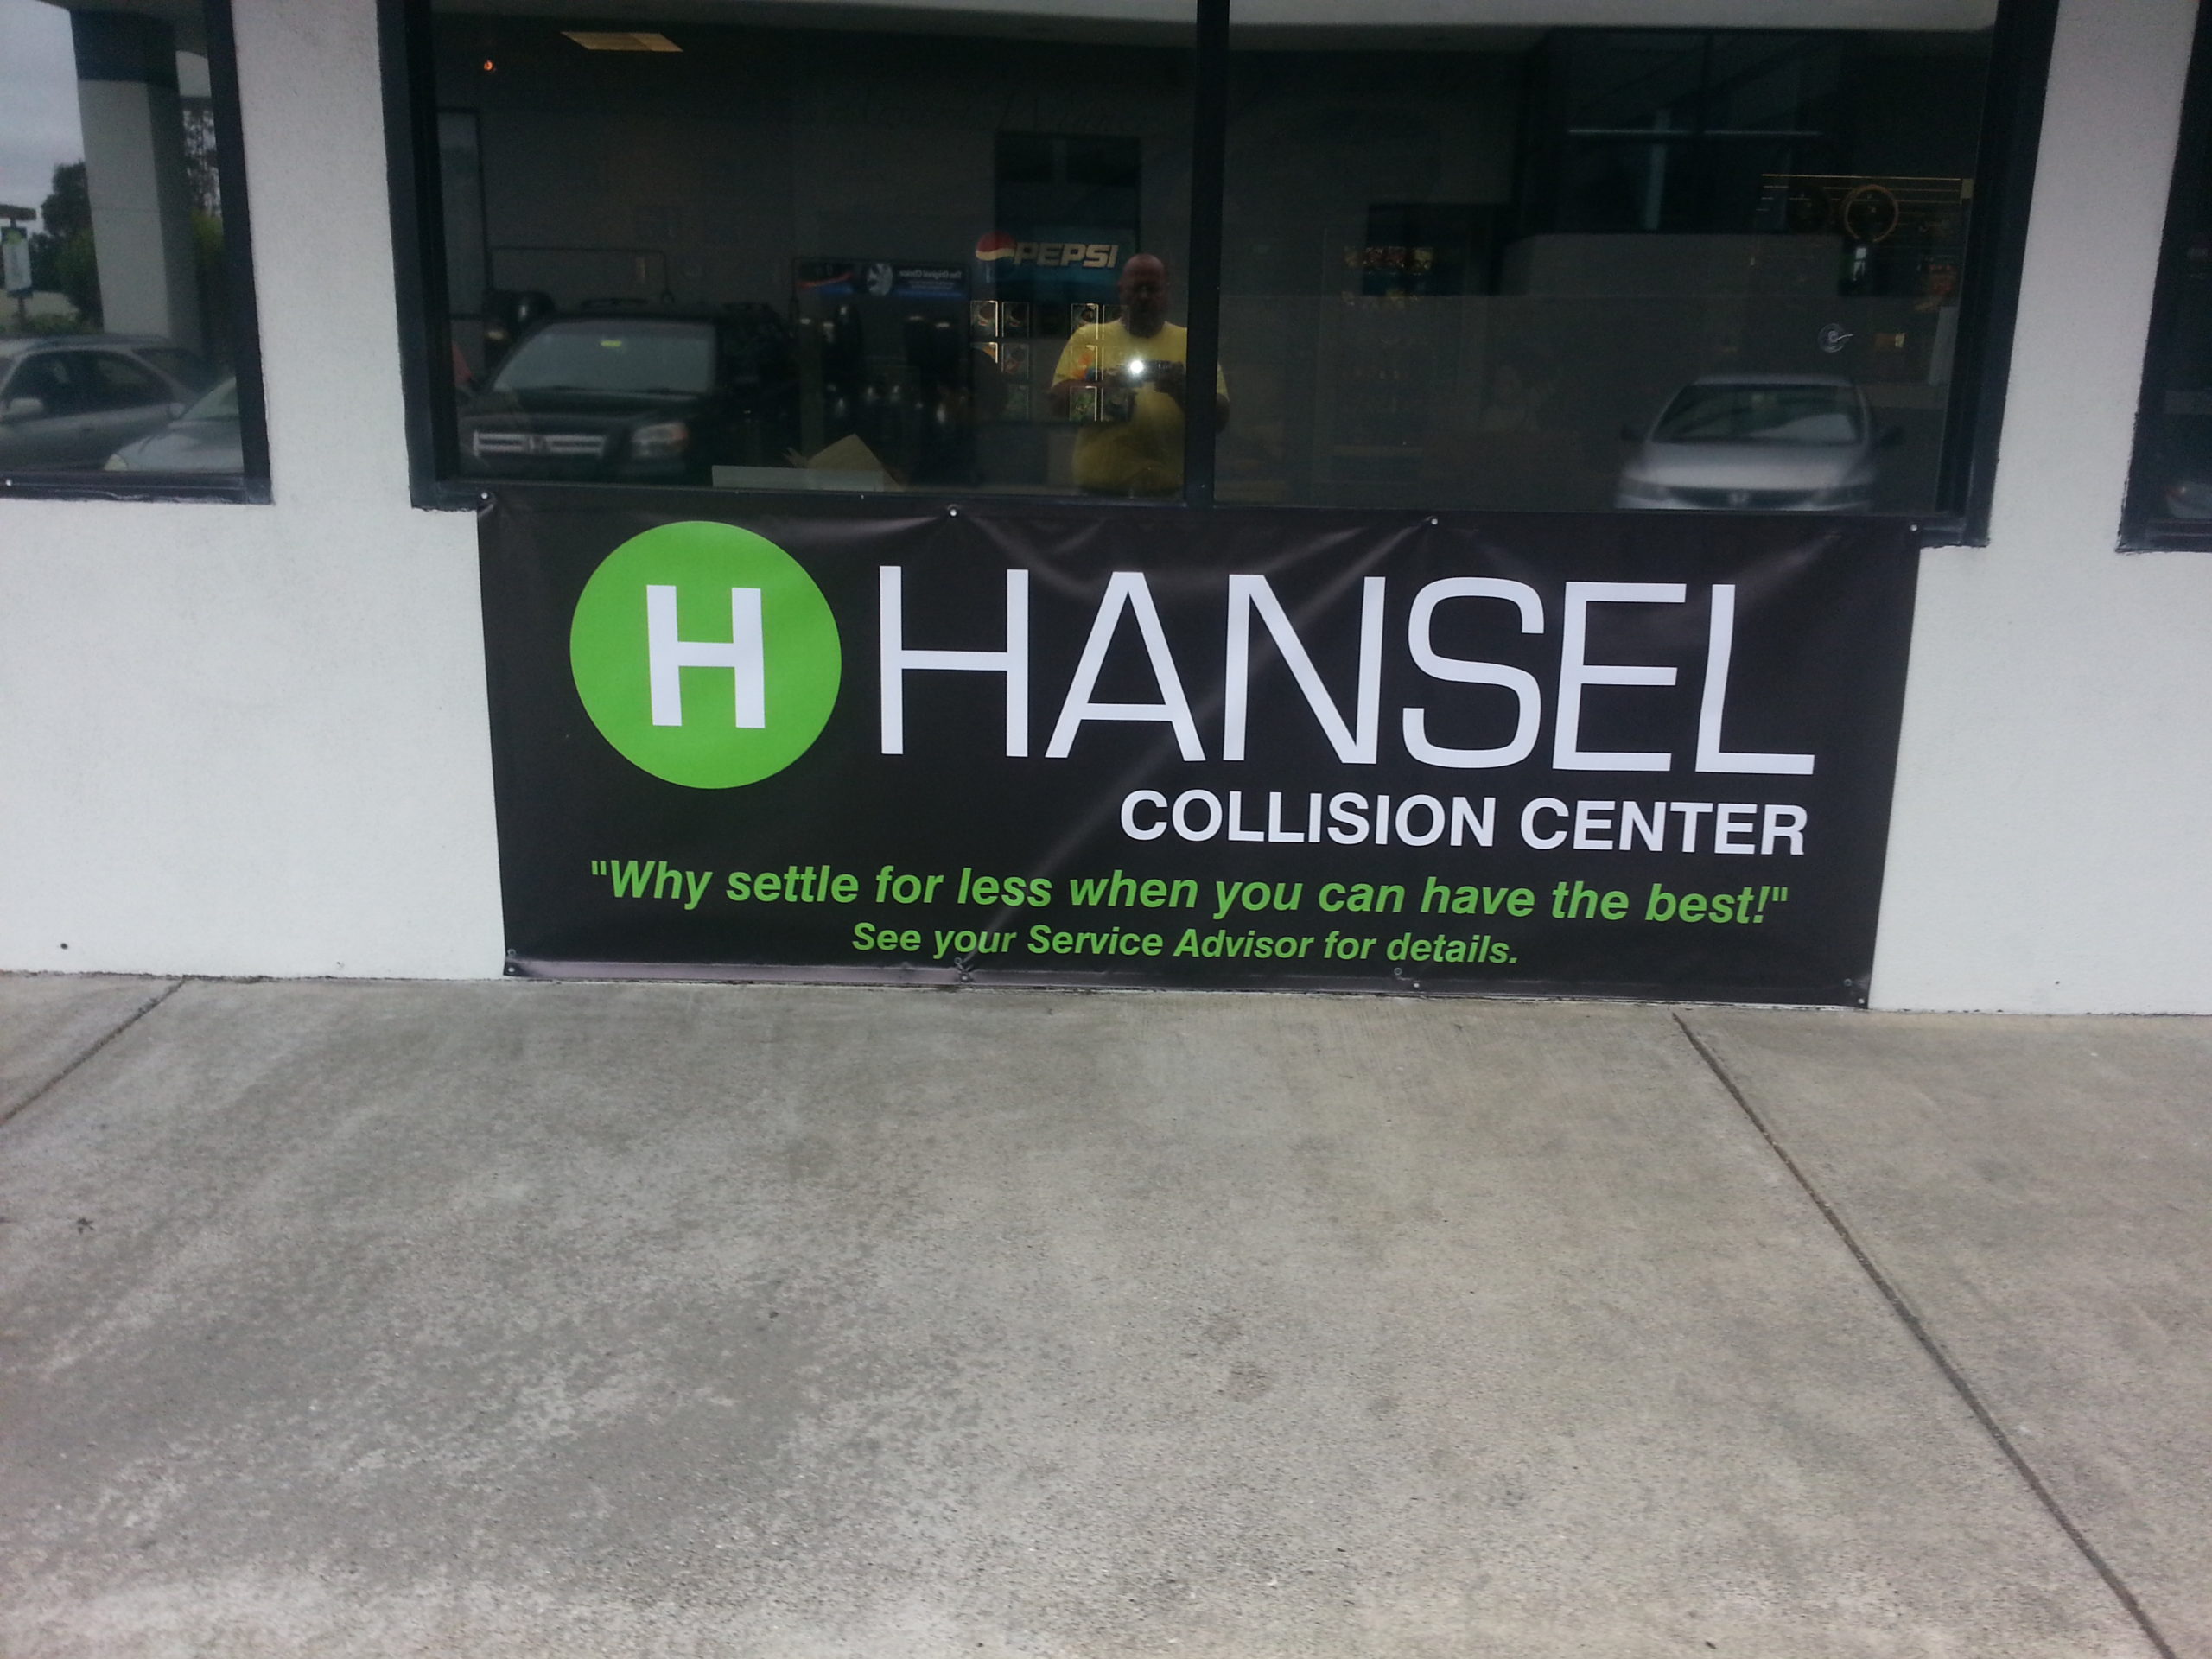 PEPSI
H HANSEL
COLLISION CENTER
"Why settle for less when you can have the best!"
See your Service Advisor for details.